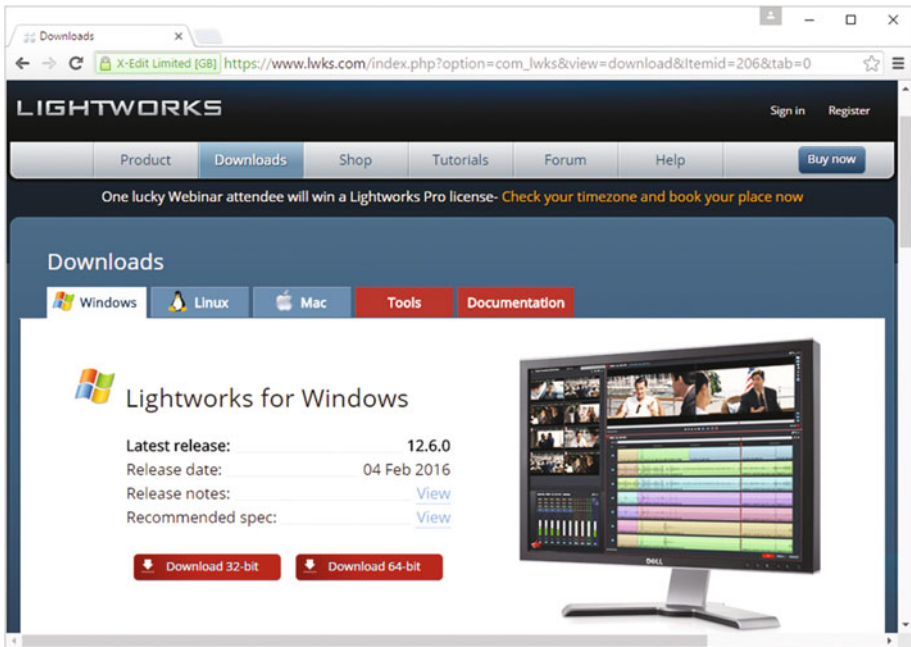 Downloads
X-Edit Limited [GB] https://www.lwks.com/index.php?option=com_lwks&view=download&Itemid=206&tab=0
LIGHTWORKS
Sign in Register
Product Downloads Shop Tutorials Forum Help Buy now
One lucky Webinar attendee will win a Lightworks Pro license- Check your timezone and book your place now
Downloads
Windows Linux Mac Tools Documentation
Lightworks for Windows
Latest release: 12.6.0
Release date: 04 Feb 2016
Release notes: View
Recommended spec: View
Download 32-bit Download 64-bit
DELL